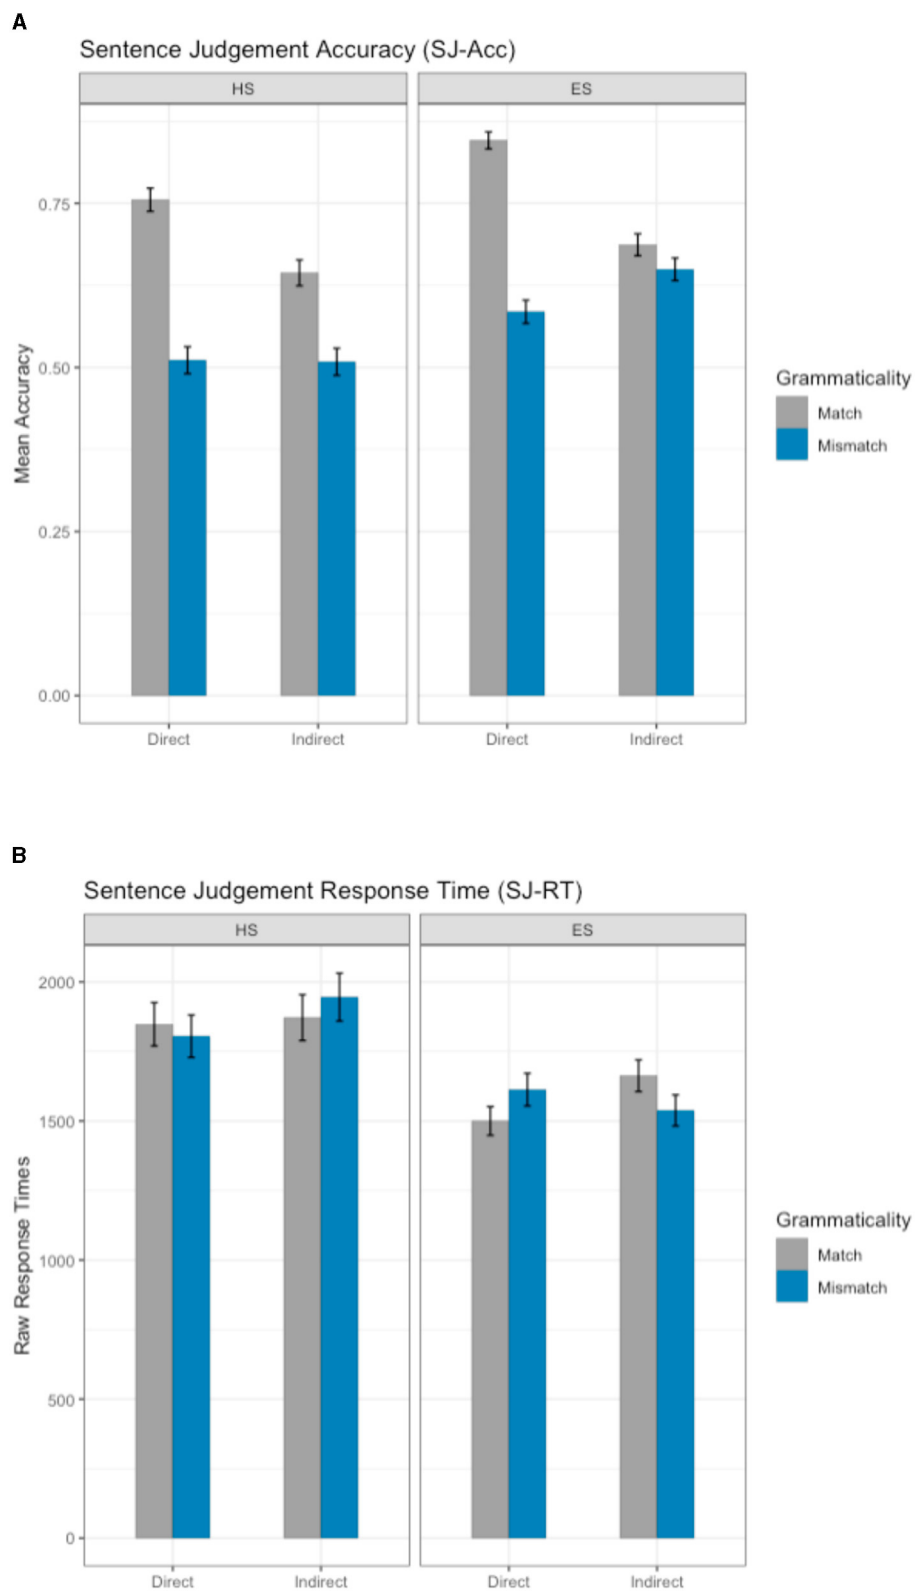 A
Sentence Judgement Accuracy (SJ-Acc)
HS
ES
0.75
0.50
0.25
0.00
Mean Accuracy
Direct
Indirect
Direct
Indirect
Grammaticality
Match
Mismatch
B
Sentence Judgement Response Time (SJ-RT)
HS
ES
2000
1500
1000
500
0
Raw Response Times
Direct
Indirect
Direct
Indirect
Grammaticality
Match
Mismatch